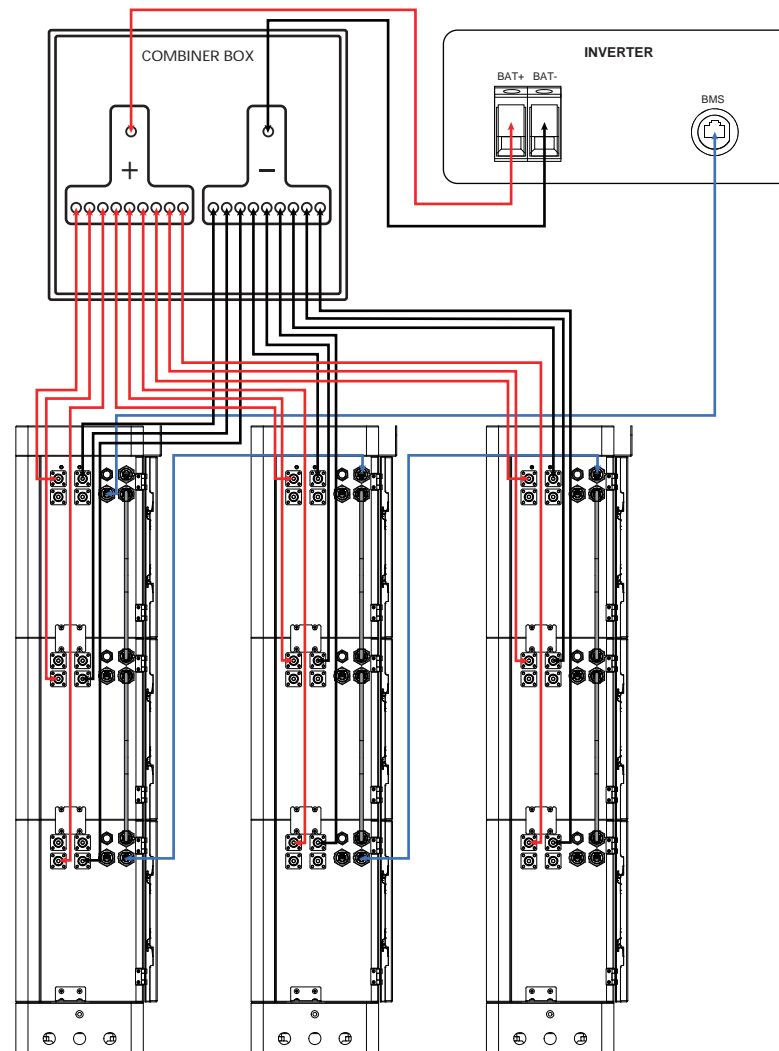 COMBINER BOX
INVERTER
BAT+ BAT-
BMS
+ −